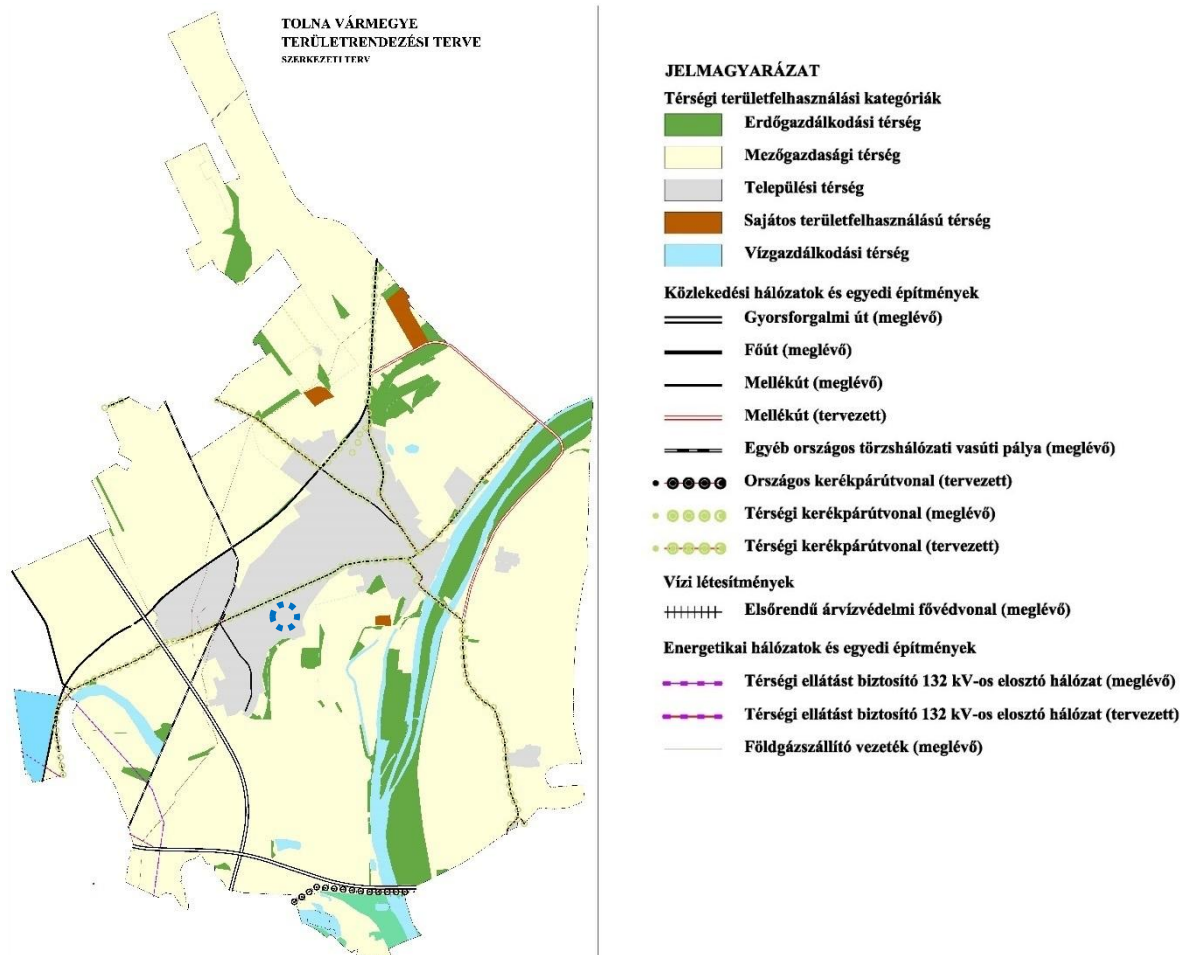 TOLNA VÁRMEGYE
TERÜLETRENDEZÉSI TERVE
SZERKEZETI TERV
JELMAGYARÁZAT
Térségi területfelhasználási kategóriák
Erdőgazdálkodási térség
Mezőgazdasági térség
Települési térség
Sajátos területfelhasználású térség
Vízgazdálkodási térség
Közlekedési hálózatok és egyedi építmények
Gyorsforgalmi út (meglévő)
Főút (meglévő)
Mellékút (meglévő)
Mellékút (tervezett)
Egyéb országos törzshálózati vasúti pálya (meglévő)
Országos kerékpárútvonal (tervezett)
Térségi kerékpárútvonal (meglévő)
Térségi kerékpárútvonal (tervezett)
Vízi létesítmények
Elsőrendű árvízvédelmi fővédvonal (meglévő)
Energetikai hálózatok és egyedi építmények
Térségi ellátást biztosító 132 kV-os elosztó hálózat (meglévő)
Térségi ellátást biztosító 132 kV-os elosztó hálózat (tervezett)
Földgázszállító vezeték (meglévő)